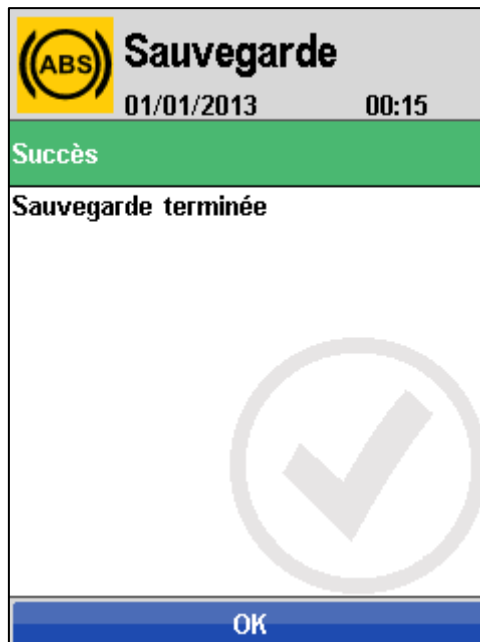 ABS
Sauvegarde
01/01/2013 00:15
Succès
Sauvegarde terminée
OK